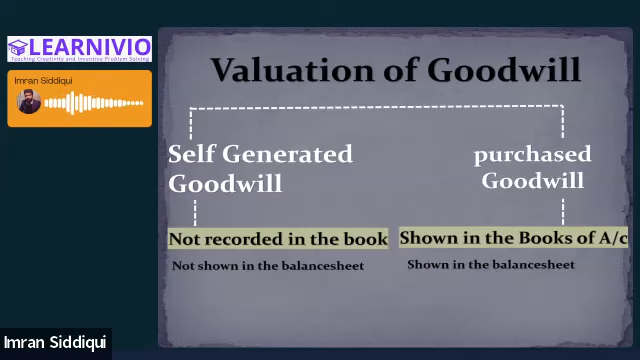 LEARNIVIO
Teaching Creativity and Inventive Problem Solving
Imran Siddiqui
Valuation of Goodwill
Self Generated
Goodwill
purchased
Goodwill
Not recorded in the book
Shown in the Books of A/c
Not shown in the balancesheet
Shown in the balancesheet
Imran Siddiqui